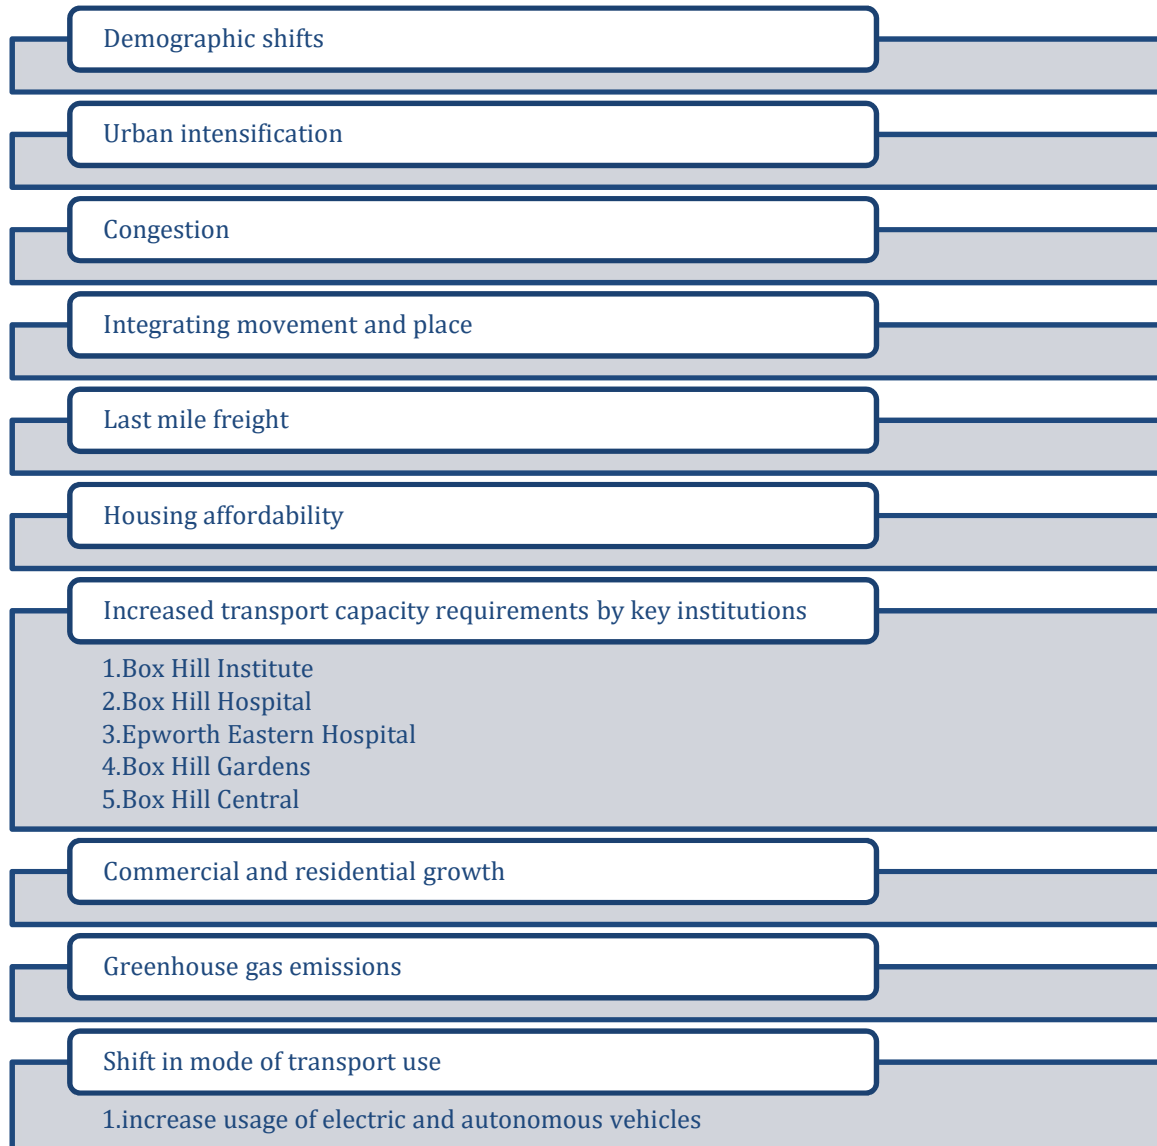 Demographic shifts
Urban intensification
Congestion
Integrating movement and place
Last mile freight
Housing affordability
Increased transport capacity requirements by key institutions
1.Box Hill Institute
2.Box Hill Hospital
3.Epworth Eastern Hospital
4.Box Hill Gardens
5.Box Hill Central
Commercial and residential growth
Greenhouse gas emissions
Shift in mode of transport use
1.increase usage of electric and autonomous vehicles